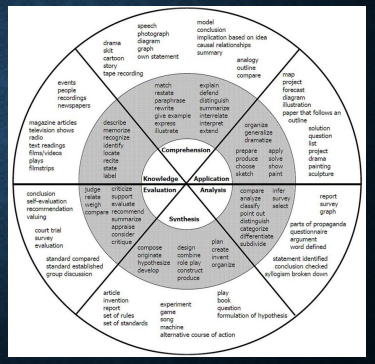 speech
photograph
diagram
graph
own statement
model
conclusion
implication based on idea
causal relationships
summary
drama
skit
cartoon
story
tape recording
analogy
outline
compare
events
people
recordings
newspapers
map
project
forecast
diagram
illustration
paper that follows an
outline
magazine articles
television shows
radio
text readings
films/videos
plays
filmstrips
solution
question
list
project
drama
painting
sculpture
match
restate
paraphrase
rewrite
give example
express
illustrate
explain
defend
distinguish
summarize
interrelate
interpret
extend
describe
memorize
recognize
identify
locate
recite
state
label
organize
generalize
dramatize
prepare
produce
choose
sketch
apply
solve
show
paint
Comprehension
Knowledge
Application
Evaluation
Analysis
Synthesis
judge
relate
weigh
compare
criticize
support
evaluate
recommend
summarize
appraise
consider
critique
compare
analyze
classify
point out
distinguish
categorize
differentiate
subdivide
infer
survey
select
compose
originate
hypothesize
develop
design
combine
role play
construct
produce
plan
create
invent
organize
conclusion
self-evaluation
recommendation
valuing
court trial
survey
evaluation
standard compared
standard established
group discussion
report
survey
graph
parts of propaganda
questionnaire
argument
word defined
statement identified
conclusion checked
syllogism broken down
article
invention
report
set of rules
set of standards
experiment
game
song
machine
alternative course of action
play
book
question
formulation of hypothesis